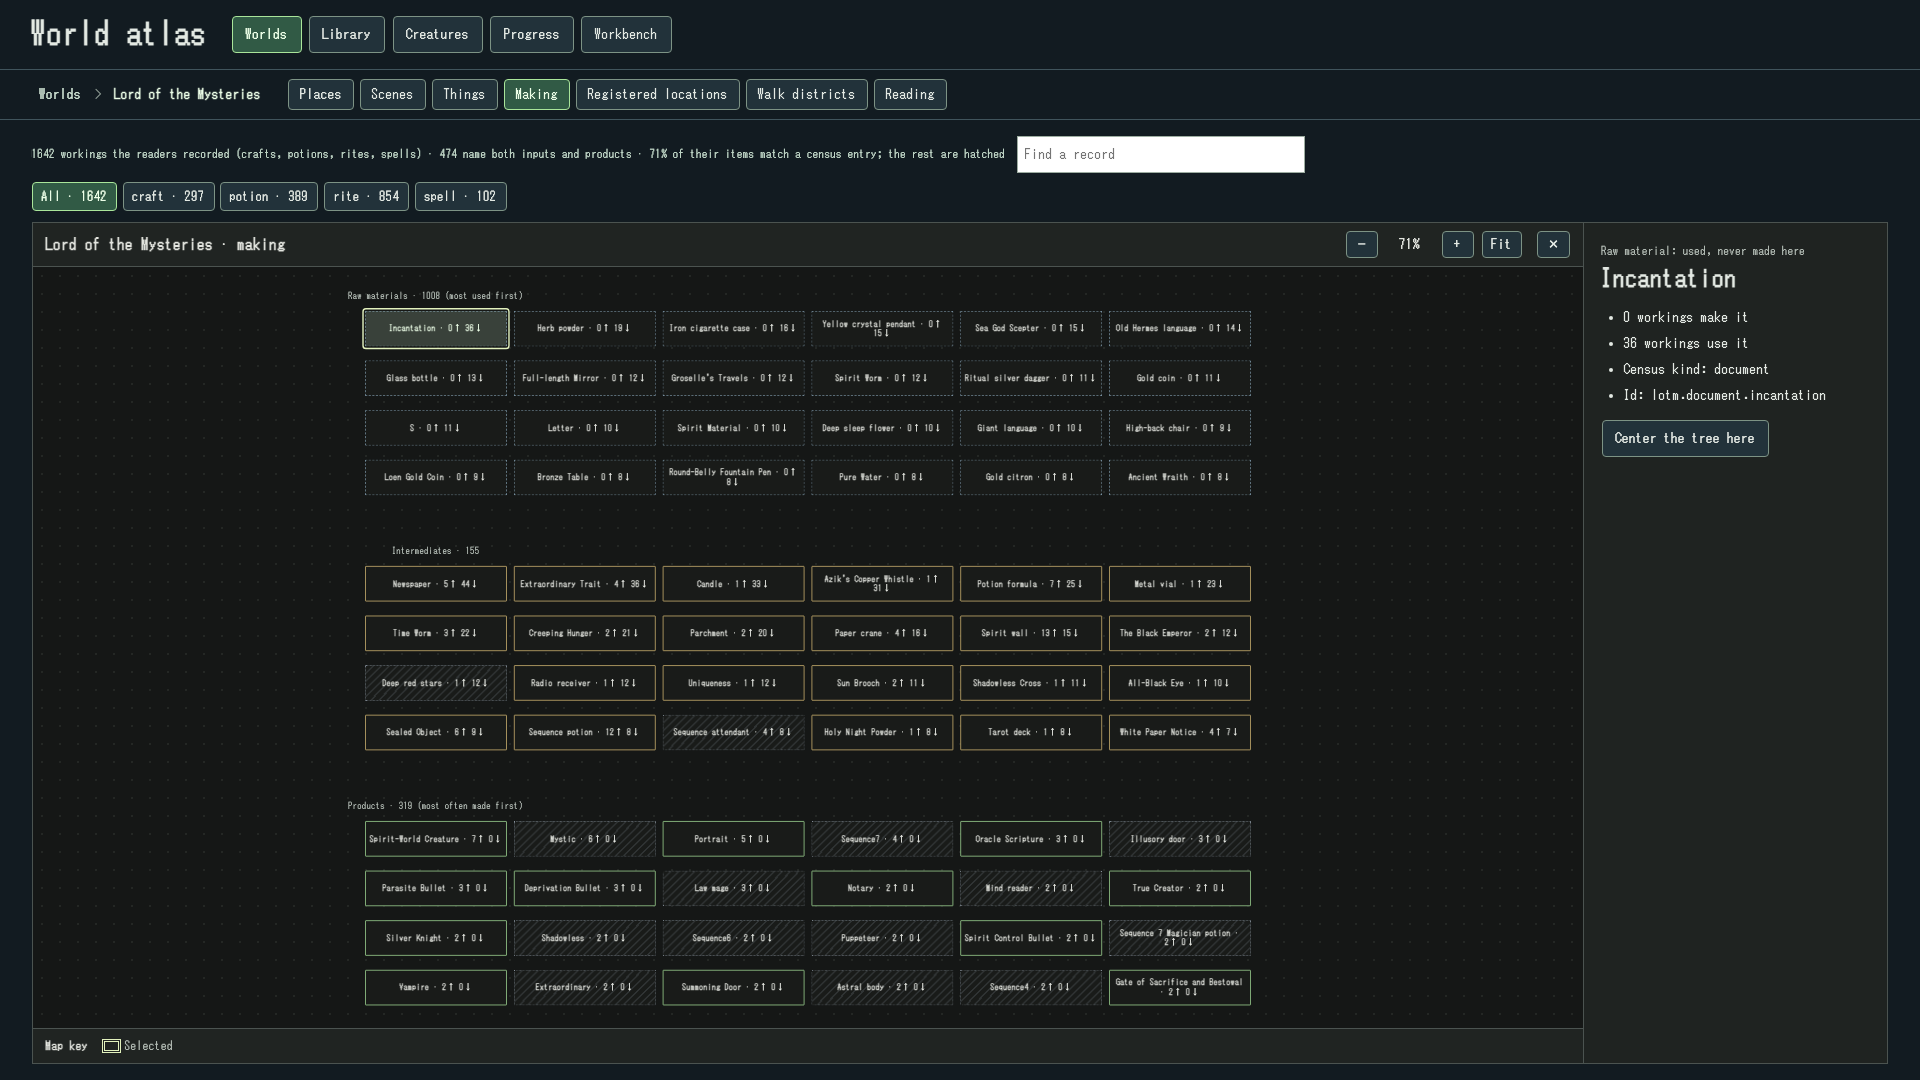 World atlas
Worlds
Library
Creatures
Progress
Workbench
Worlds > Lord of the Mysteries
Places
Scenes
Things
Making
Registered locations
Walk districts
Reading
1642 workings the readers recorded (crafts, potions, rites, spells) · 474 name both inputs and products · 71% of their items match a census entry; the rest are hatched
Find a record
All · 1642
craft · 297
potion · 389
rite · 854
spell · 102
Lord of the Mysteries · making
−
71%
+
Fit
×
Raw materials · 1008 (most used first)
Incantation · 0↑ 36↓
Herb powder · 0↑ 19↓
Iron cigarette case · 0↑ 16↓
Yellow crystal pendant · 0↑
15↓
Sea God Scepter · 0↑ 15↓
Old Hermes language · 0↑ 14↓
Glass bottle · 0↑ 13↓
Full-length Mirror · 0↑ 12↓
Groselle's Travels · 0↑ 12↓
Spirit Worm · 0↑ 12↓
Ritual silver dagger · 0↑ 11↓
Gold coin · 0↑ 11↓
S · 0↑ 11↓
Letter · 0↑ 10↓
Spirit Material · 0↑ 10↓
Deep sleep flower · 0↑ 10↓
Giant language · 0↑ 10↓
High-back chair · 0↑ 9↓
Loen Gold Coin · 0↑ 9↓
Bronze Table · 0↑ 8↓
Round-Belly Fountain Pen · 0↑
8↓
Pure Water · 0↑ 8↓
Gold citron · 0↑ 8↓
Ancient Wraith · 0↑ 8↓
Intermediates · 155
Newspaper · 5↑ 44↓
Extraordinary Trait · 4↑ 36↓
Candle · 1↑ 33↓
Azik's Copper Whistle · 1↑
31↓
Potion formula · 7↑ 25↓
Metal vial · 1↑ 23↓
Time Worm · 3↑ 22↓
Creeping Hunger · 2↑ 21↓
Parchment · 2↑ 20↓
Paper crane · 4↑ 16↓
Spirit wall · 13↑ 15↓
The Black Emperor · 2↑ 12↓
Deep red stars · 1↑ 12↓
Radio receiver · 1↑ 12↓
Uniqueness · 1↑ 12↓
Sun Brooch · 2↑ 11↓
Shadowless Cross · 1↑ 11↓
All-Black Eye · 1↑ 10↓
Sealed Object · 6↑ 9↓
Sequence potion · 12↑ 8↓
Sequence attendant · 4↑ 8↓
Holy Night Powder · 1↑ 8↓
Tarot deck · 1↑ 8↓
White Paper Notice · 4↑ 7↓
Products · 319 (most often made first)
Spirit-World Creature · 7↑ 0↓
Mystic · 6↑ 0↓
Portrait · 5↑ 0↓
Sequence7 · 4↑ 0↓
Oracle Scripture · 3↑ 0↓
Illusory door · 3↑ 0↓
Parasite Bullet · 3↑ 0↓
Deprivation Bullet · 3↑ 0↓
Law mage · 3↑ 0↓
Notary · 2↑ 0↓
Mind reader · 2↑ 0↓
True Creator · 2↑ 0↓
Silver Knight · 2↑ 0↓
Shadowless · 2↑ 0↓
Sequence6 · 2↑ 0↓
Puppeteer · 2↑ 0↓
Spirit Control Bullet · 2↑ 0↓
Sequence 7 Magician potion ·
2↑ 0↓
Vampire · 2↑ 0↓
Extraordinary · 2↑ 0↓
Summoning Door · 2↑ 0↓
Astral body · 2↑ 0↓
Sequence4 · 2↑ 0↓
Gate of Sacrifice and Bestowal
· 2↑ 0↓
Map key
Selected
Raw material: used, never made here
Incantation
• 0 workings make it
• 36 workings use it
• Census kind: document
• Id: lotm.document.incantation
Center the tree here